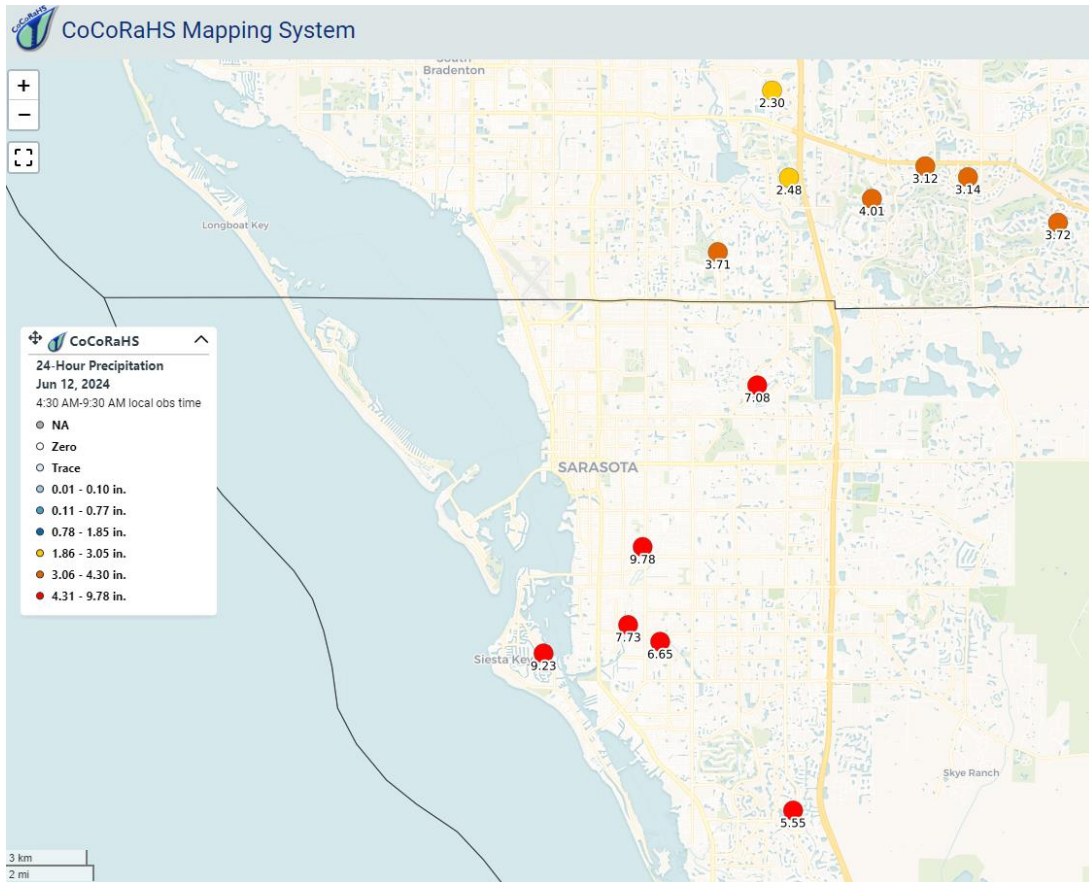 CoCoRaHS
CoCoRaHS Mapping System
+
−
South
Bradenton
2.30
3.12
3.14
2.48
4.01
3.72
Longboat Key
3.71
CoCoRaHS
24-Hour Precipitation
Jun 12, 2024
4:30 AM-9:30 AM local obs time
NA
Zero
Trace
0.01 - 0.10 in.
0.11 - 0.77 in.
0.78 - 1.85 in.
1.86 - 3.05 in.
3.06 - 4.30 in.
4.31 - 9.78 in.
7.08
SARASOTA
9.78
7.73
6.65
Siesta Key
9.23
Skye Ranch
5.55
3 km
2 mi